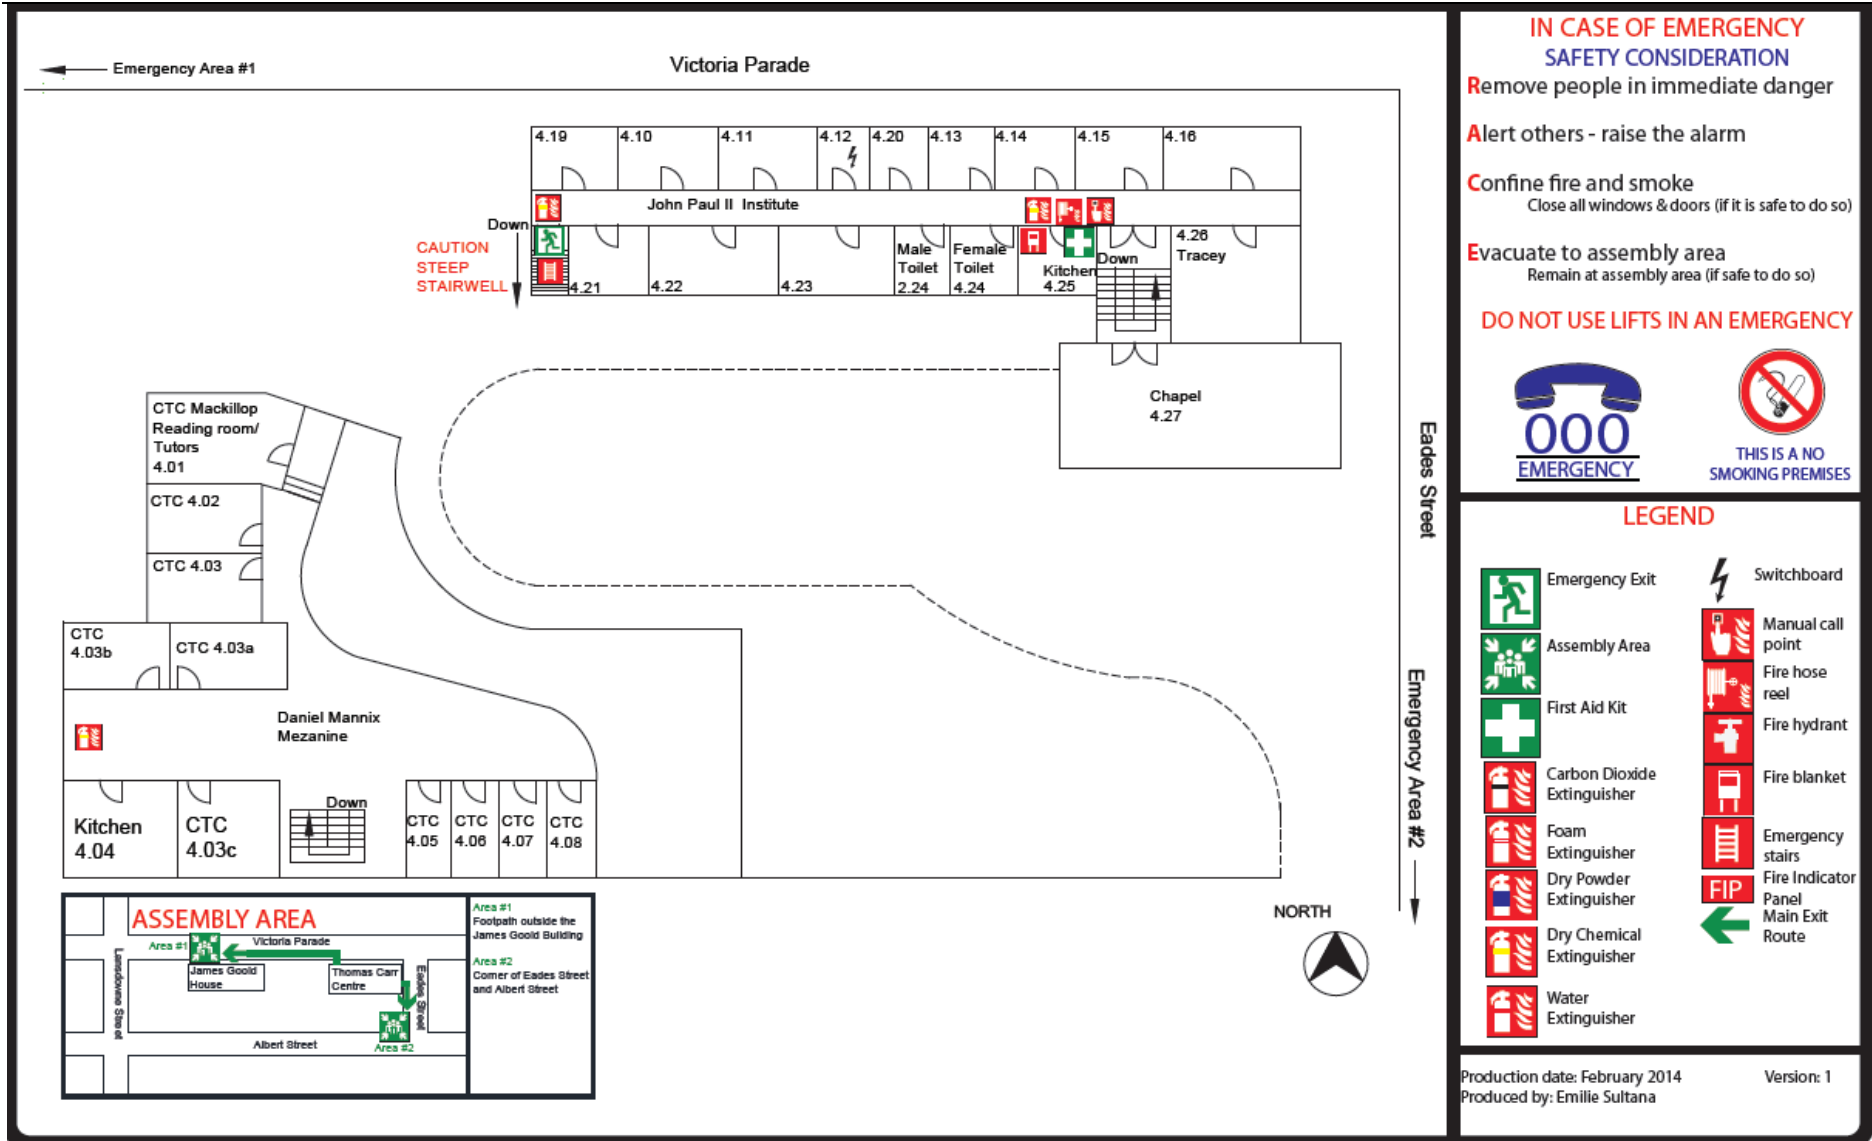 Emergency Area #1
Victoria Parade
4.19
4.10
4.11
4.12
4.20
4.13
4.14
4.15
4.16
John Paul II Institute
Down
CAUTION
STEEP
STAIRWELL
4.21
4.22
4.23
Male
Toilet
2.24
Female
Toilet
4.24
Kitchen
4.25
Down
4.26
Tracey
Chapel
4.27
Eades Street
Emergency Area #2
CTC Mackillop
Reading room/
Tutors
4.01
CTC 4.02
CTC 4.03
CTC
4.03b
CTC 4.03a
Daniel Mannix
Mezanine
Kitchen
4.04
CTC
4.03c
Down
CTC
4.05
CTC
4.06
CTC
4.07
CTC
4.08
NORTH
ASSEMBLY AREA
Area #1
Victoria Parade
James Goold
House
Thomas Carr
Centre
Lansdowne Street
Eades Street
Albert Street
Area #2
Area #1
Footpath outside the
James Goold Building
Area #2
Corner of Eades Street
and Albert Street
IN CASE OF EMERGENCY
SAFETY CONSIDERATION
Remove people in immediate danger
Alert others - raise the alarm
Confine fire and smoke
Close all windows & doors (if it is safe to do so)
Evacuate to assembly area
Remain at assembly area (if safe to do so)
DO NOT USE LIFTS IN AN EMERGENCY
000
EMERGENCY
THIS IS A NO
SMOKING PREMISES
LEGEND
Emergency Exit
Assembly Area
First Aid Kit
Carbon Dioxide
Extinguisher
Foam
Extinguisher
Dry Powder
Extinguisher
Dry Chemical
Extinguisher
Water
Extinguisher
Switchboard
Manual call
point
Fire hose
reel
Fire hydrant
Fire blanket
Emergency
stairs
FIP
Fire Indicator
Panel
Main Exit
Route
Production date: February 2014
Version: 1
Produced by: Emilie Sultana